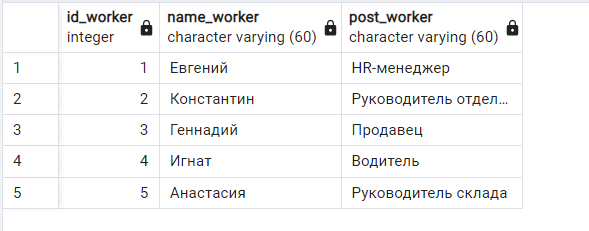 id_worker name_worker post_worker
integer character varying (60) character varying (60)
1 1 Евгений HR-менеджер
2 2 Константин Руководитель отдел...
3 3 Геннадий Продавец
4 4 Игнат Водитель
5 5 Анастасия Руководитель склада